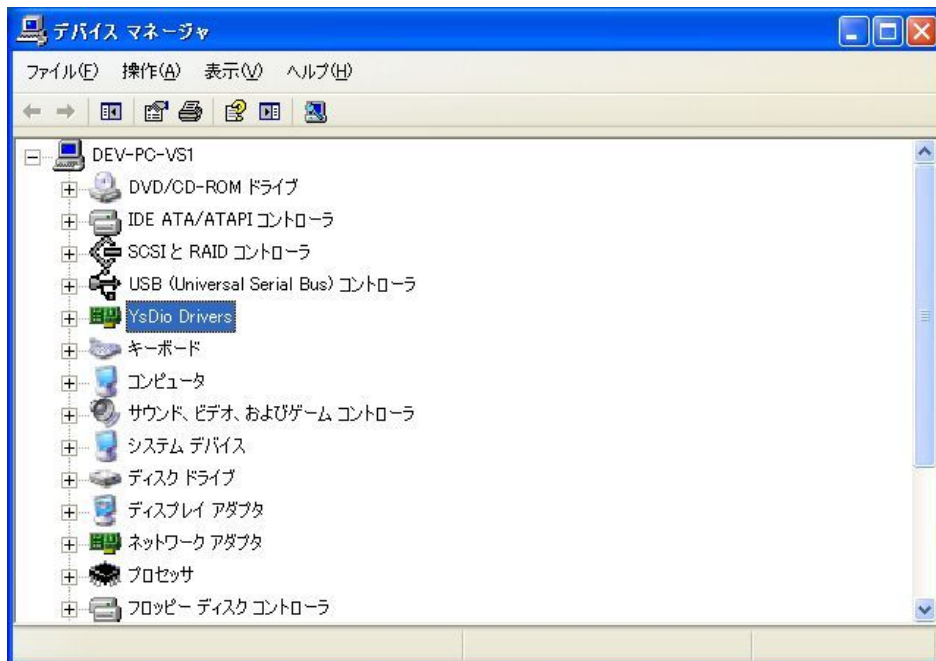 デバイス マネージャ
ファイル(F) 操作(A) 表示(V) ヘルプ(H)
DEV-PC-VS1
DVD/CD-ROM ドライブ
IDE ATA/ATAPI コントローラ
SCSI と RAID コントローラ
USB (Universal Serial Bus) コントローラ
YsDio Drivers
キーボード
コンピュータ
サウンド、ビデオ、およびゲーム コントローラ
システム デバイス
ディスク ドライブ
ディスプレイ アダプタ
ネットワーク アダプタ
プロセッサ
フロッピー ディスク コントローラ